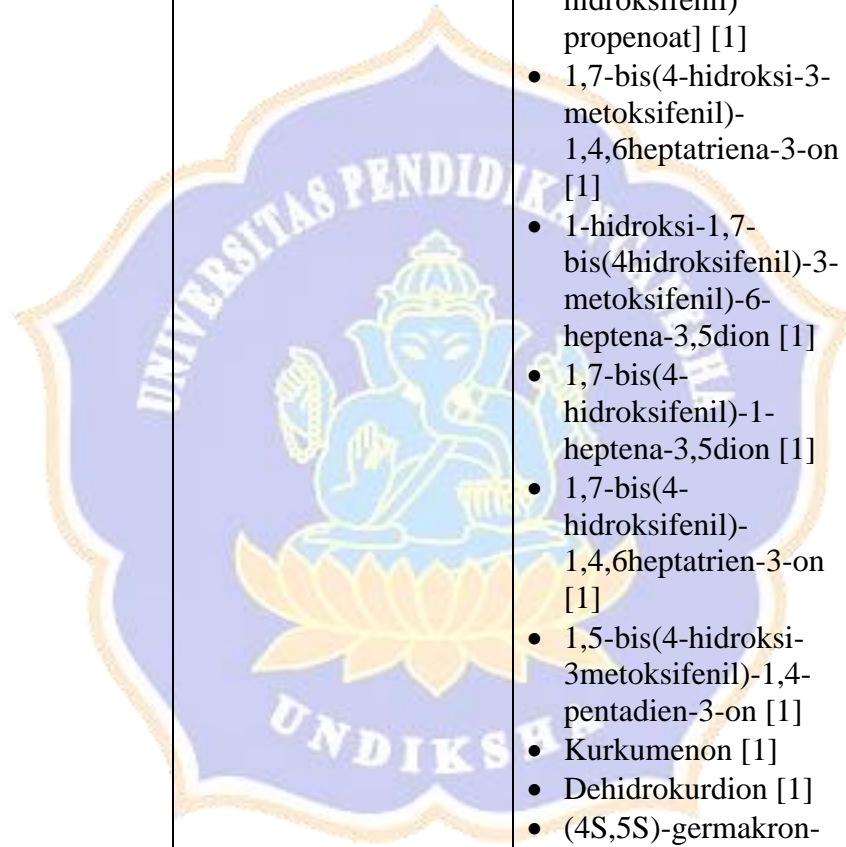 hidroksifenil)
propenoat] [1]
• 1,7-bis(4-hidroksi-3-
metoksifenil)-
1,4,6heptatriena-3-on
[1]
• 1-hidroksi-1,7-
bis(4hidroksifenil)-3-
metoksifenil)-6-
heptena-3,5dion [1]
• 1,7-bis(4-
hidroksifenil)-1-
heptena-3,5dion [1]
• 1,7-bis(4-
hidroksifenil)-
1,4,6heptatrien-3-on
[1]
• 1,5-bis(4-hidroksi-
3metoksifenil)-1,4-
pentadien-3-on [1]
• Kurkumenon [1]
• Dehidrokurdion [1]
• (4S,5S)-germakron-
UNIVERSITAS PENDIDIKAN GANESHA
UNDIKSHA